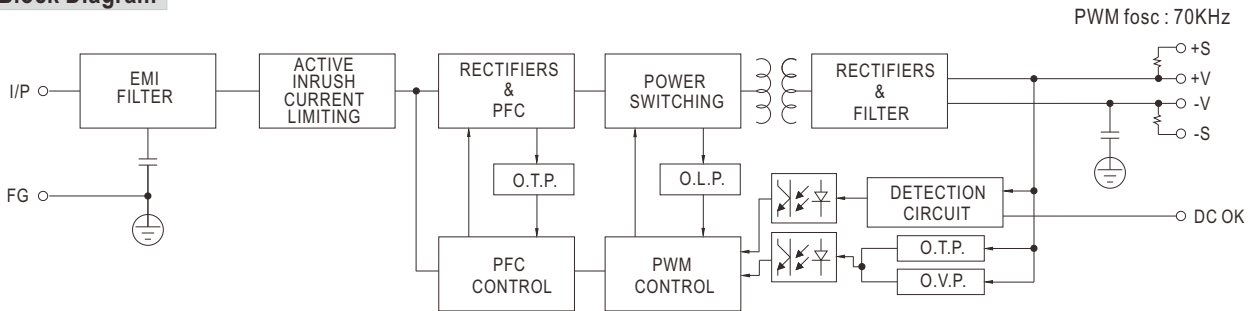 Block Diagram
PWM fosc : 70KHz
I/P
EMI
FILTER
ACTIVE
INRUSH
CURRENT
LIMITING
RECTIFIERS
&
PFC
POWER
SWITCHING
RECTIFIERS
&
FILTER
+S
+V
-V
-S
FG
O.T.P.
O.L.P.
DETECTION
CIRCUIT
DC OK
PFC
CONTROL
PWM
CONTROL
O.T.P.
O.V.P.